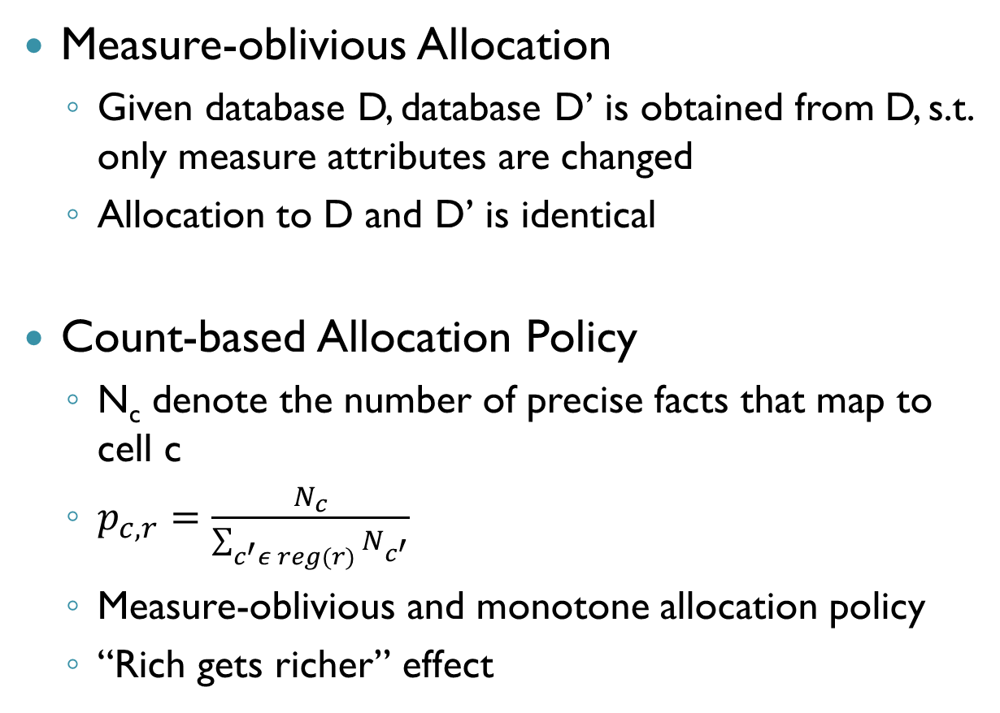 • Measure-oblivious Allocation
◦ Given database D, database D’ is obtained from D, s.t.
only measure attributes are changed
◦ Allocation to D and D’ is identical
• Count-based Allocation Policy
◦ N_c denote the number of precise facts that map to
cell c
◦ p_{c,r} = \frac{N_c}{\sum_{c' \epsilon reg(r)} N_{c'}}
◦ Measure-oblivious and monotone allocation policy
◦ “Rich gets richer” effect